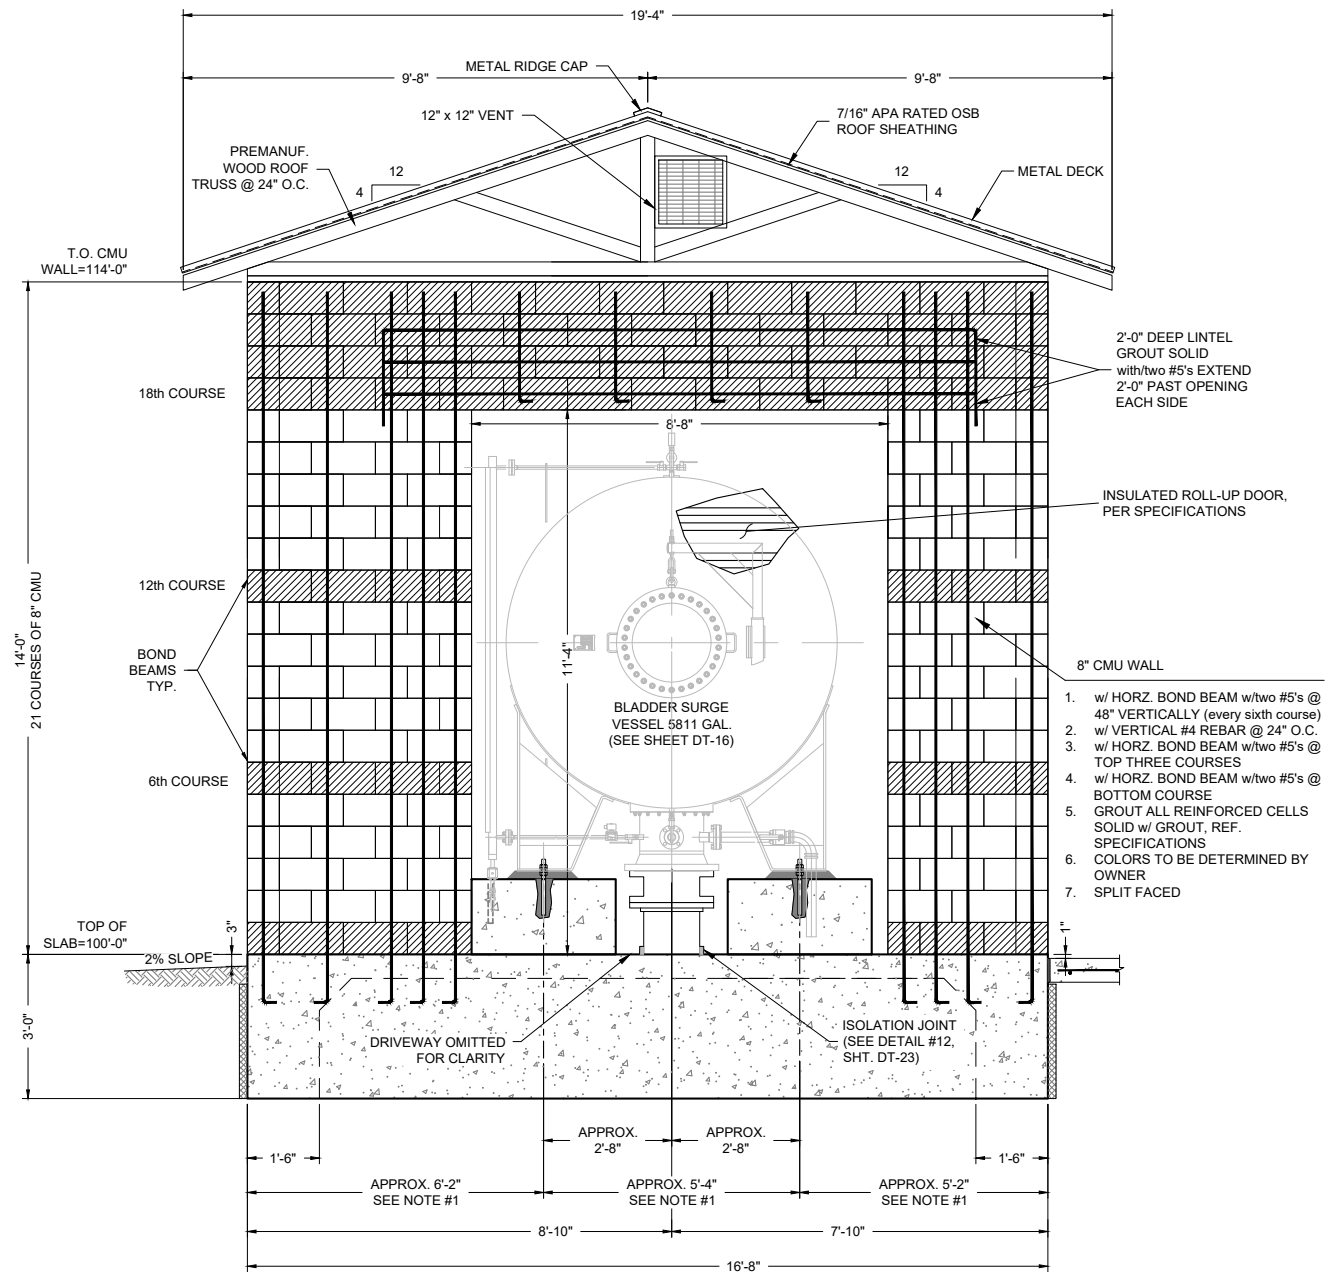 19'-4"
9'-8"
9'-8"
METAL RIDGE CAP
12" x 12" VENT
7/16" APA RATED OSB
ROOF SHEATHING
PREMANUF.
WOOD ROOF
TRUSS @ 24" O.C.
12
4
12
4
METAL DECK
T.O. CMU
WALL=114'-0"
2'-0" DEEP LINTEL
GROUT SOLID
with/two #5's EXTEND
2'-0" PAST OPENING
EACH SIDE
18th COURSE
8'-8"
INSULATED ROLL-UP DOOR,
PER SPECIFICATIONS
12th COURSE
14'-0"
21 COURSES OF 8" CMU
BOND
BEAMS
TYP.
11'-4"
8" CMU WALL
BLADDER SURGE
VESSEL 5811 GAL.
(SEE SHEET DT-16)
1. w/ HORZ. BOND BEAM w/two #5's @
48" VERTICALLY (every sixth course)
2. w/ VERTICAL #4 REBAR @ 24" O.C.
3. w/ HORZ. BOND BEAM w/two #5's @
TOP THREE COURSES
4. w/ HORZ. BOND BEAM w/two #5's @
BOTTOM COURSE
5. GROUT ALL REINFORCED CELLS
SOLID w/ GROUT, REF.
SPECIFICATIONS
6. COLORS TO BE DETERMINED BY
OWNER
7. SPLIT FACED
6th COURSE
TOP OF
SLAB=100'-0"
3"
1"
2% SLOPE
3'-0"
DRIVEWAY OMITTED
FOR CLARITY
ISOLATION JOINT
(SEE DETAIL #12,
SHT. DT-23)
APPROX.
2'-8"
APPROX.
2'-8"
1'-6"
1'-6"
APPROX. 6'-2"
SEE NOTE #1
APPROX. 5'-4"
SEE NOTE #1
APPROX. 5'-2"
SEE NOTE #1
8'-10"
7'-10"
16'-8"